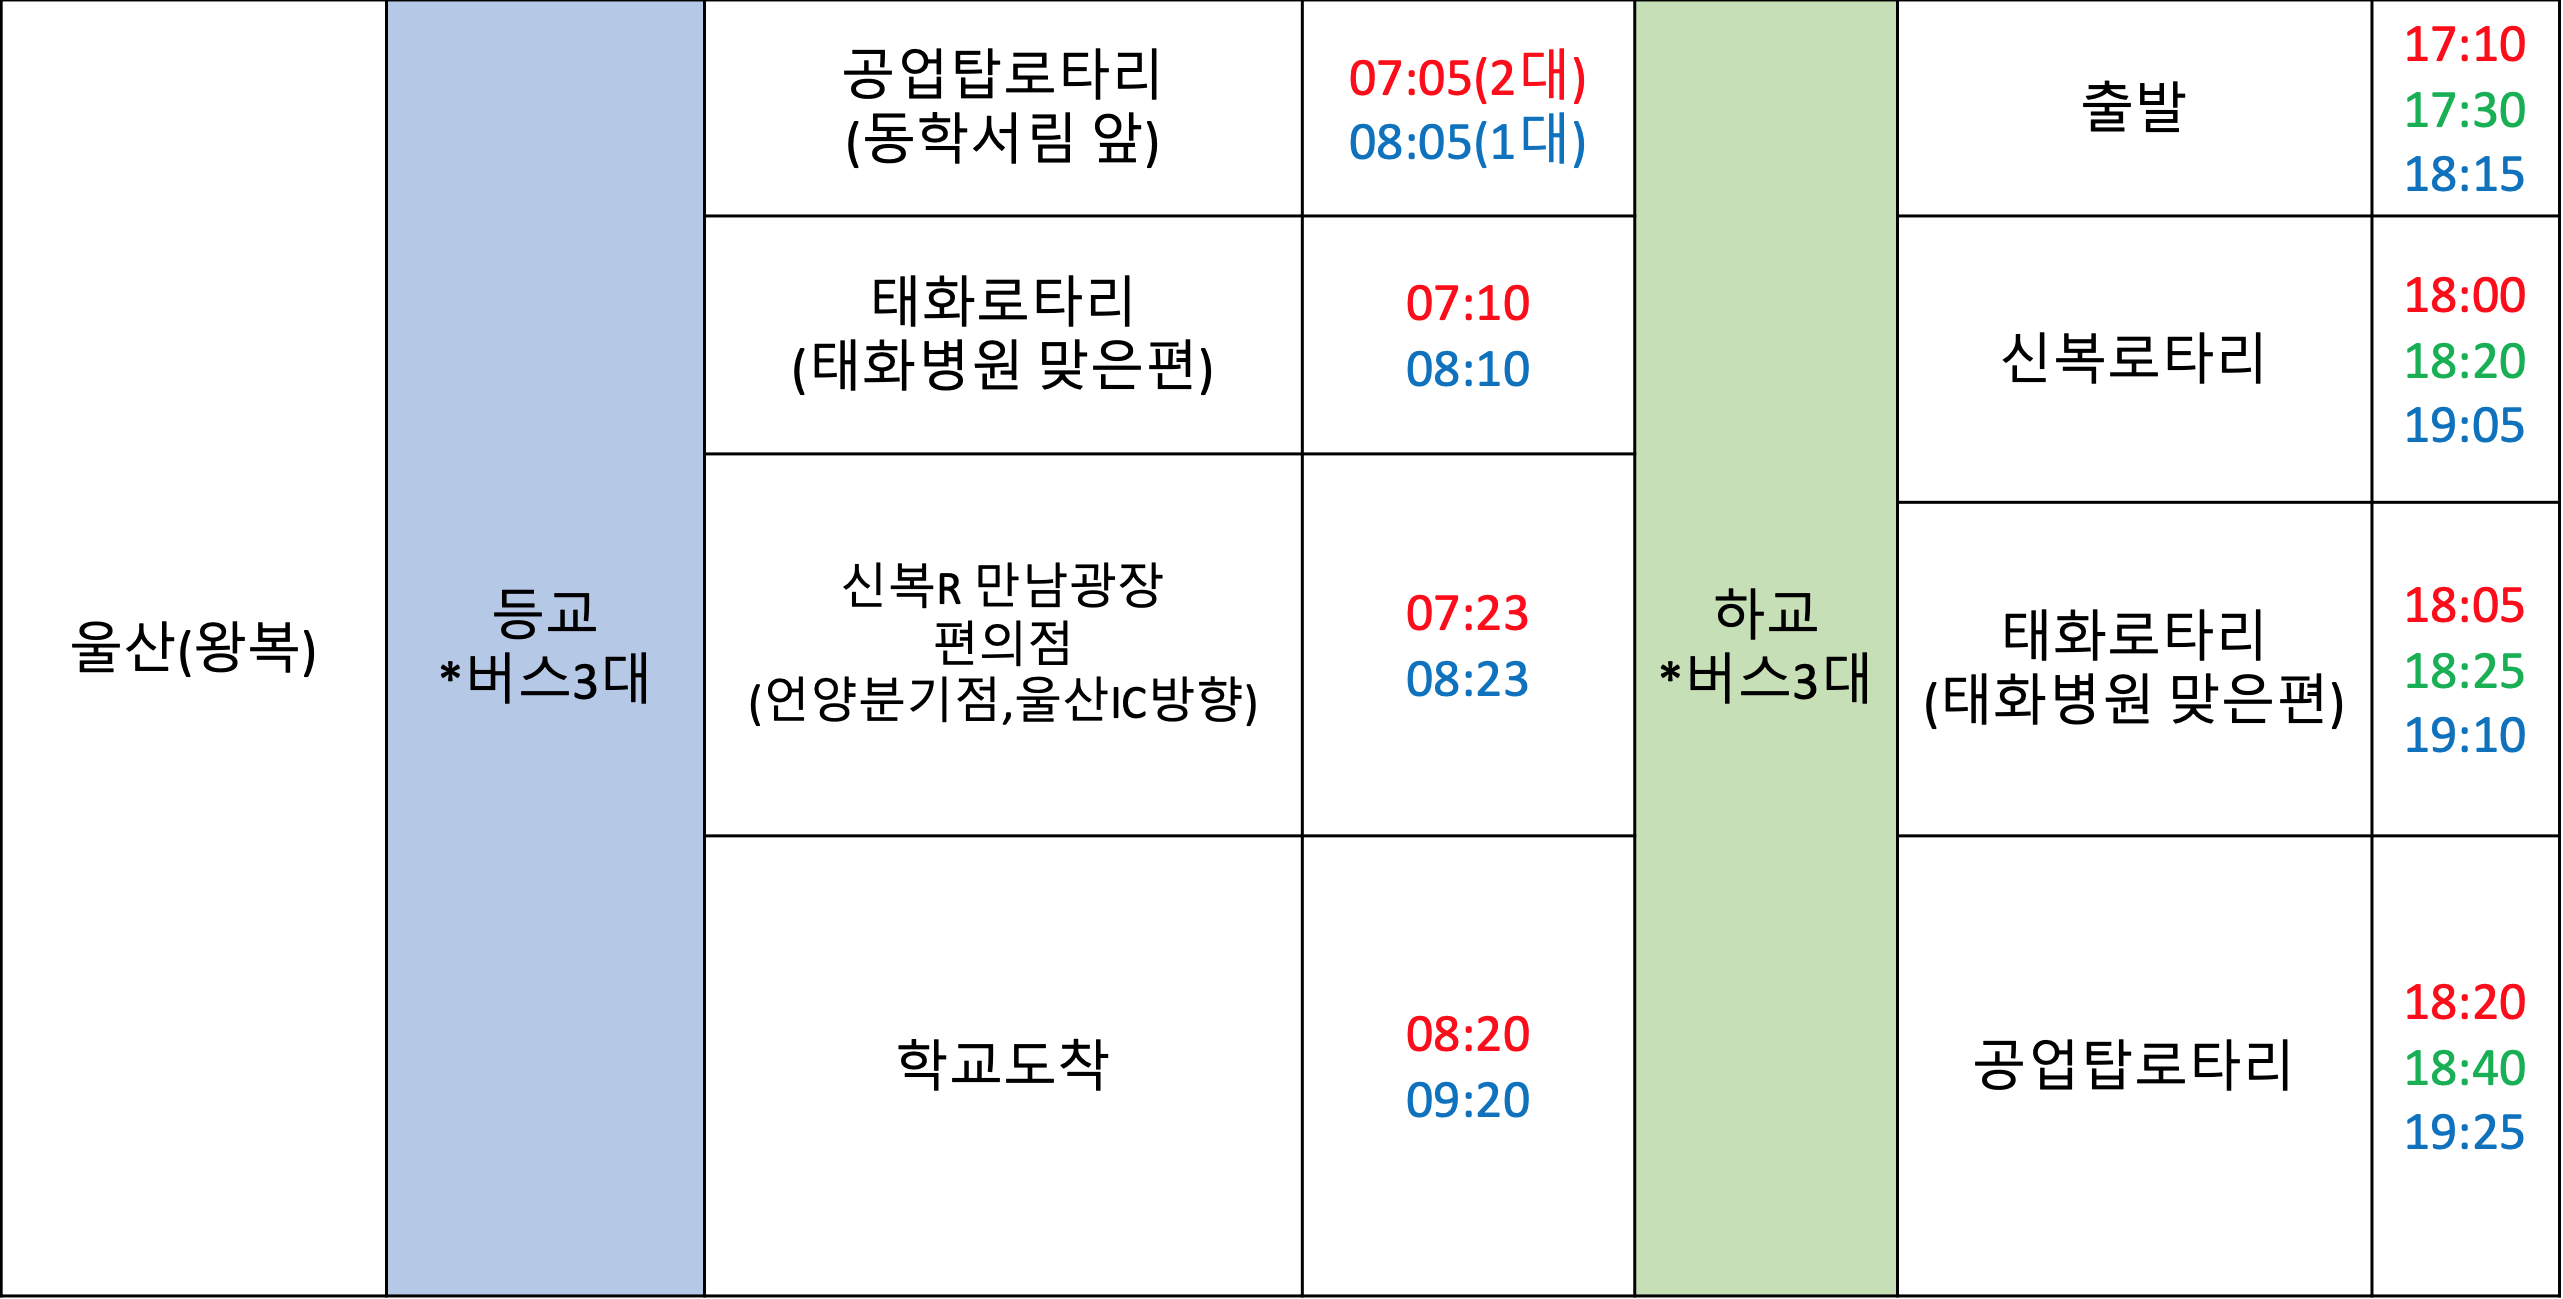 울산(왕복)
등교
*버스3대
공업탑로타리
(동학서림 앞)
07:05(2대)
08:05(1대)
태화로타리
(태화병원 맞은편)
07:10
08:10
신복R 만남광장
편의점
(언양분기점,울산IC방향)
07:23
08:23
학교도착
08:20
09:20
하교
*버스3대
출발
17:10
17:30
18:15
신복로타리
18:00
18:20
19:05
태화로타리
(태화병원 맞은편)
18:05
18:25
19:10
공업탑로타리
18:20
18:40
19:25